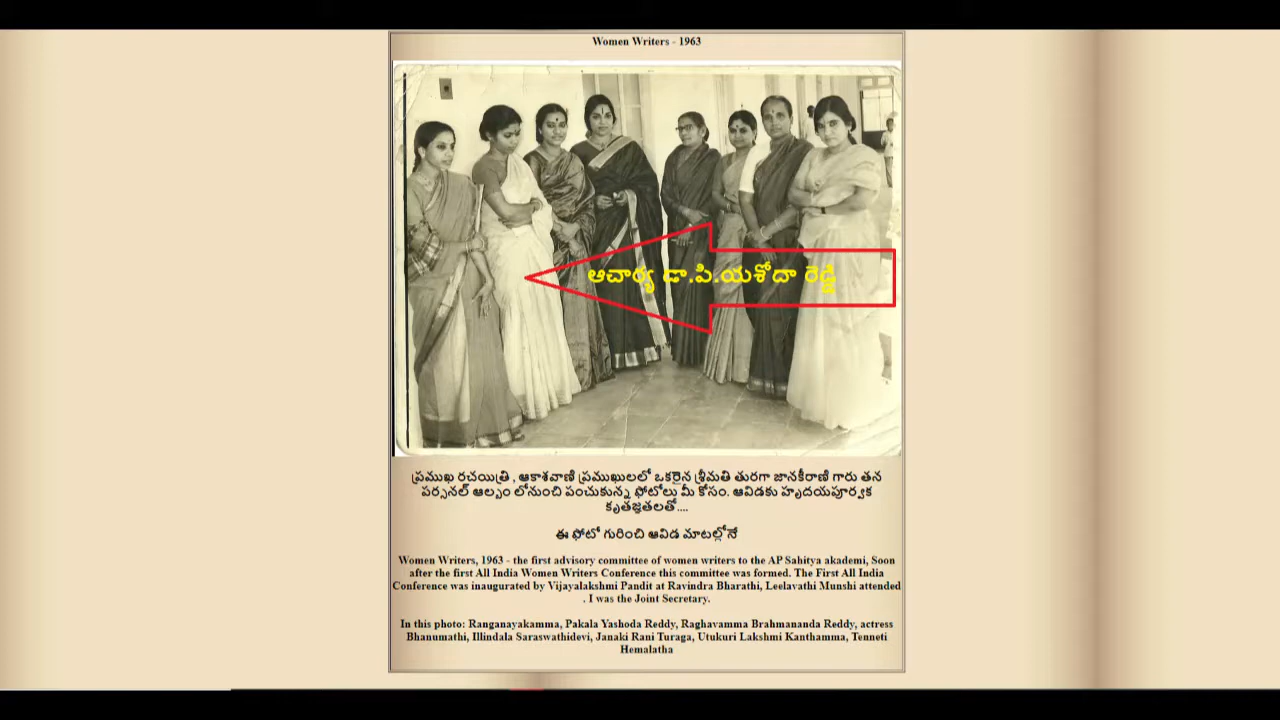 Women Writers - 1963
ఆచార్య డా.పి.యశోదా రెడ్డి
ప్రముఖ రచయిత్రి , ఆకాశవాణి ప్రముఖులలో ఒకరైన శ్రీమతి తురగా జానకీరాణి గారు తన
పర్సనల్ ఆల్బం లోనుంచి పంచుకున్న ఫోటోలు మీ కోసం. ఆవిడకు హృదయపూర్వక
కృతజ్ఞతలతో....
ఈ ఫోటో గురించి ఆవిడ మాటల్లోనే
Women Writers, 1963 - the first advisory committee of women writers to the AP Sahitya akademi, Soon
after the first All India Women Writers Conference this committee was formed. The First All India
Conference was inaugurated by Vijayalakshmi Pandit at Ravindra Bharathi, Leelavathi Munshi attended
. I was the Joint Secretary.
In this photo: Ranganayakamma, Pakala Yashoda Reddy, Raghavamma Brahmananda Reddy, actress
Bhanumathi, Illindala Saraswathidevi, Janaki Rani Turaga, Utukuri Lakshmi Kanthamma, Tenneti
Hemalatha